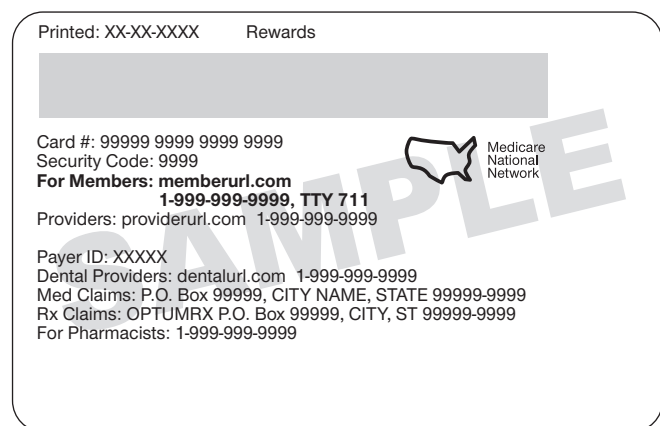 Printed: XX-XX-XXXX Rewards
Card #: 99999 9999 9999 9999
Security Code: 9999
For Members: memberurl.com
1-999-999-9999, TTY 711
Providers: providerurl.com 1-999-999-9999
Medicare
National
Network
Payer ID: XXXXX
Dental Providers: dentalurl.com 1-999-999-9999
Med Claims: P.O. Box 99999, CITY NAME, STATE 99999-9999
Rx Claims: OPTUMRX P.O. Box 99999, CITY, ST 99999-9999
For Pharmacists: 1-999-999-9999
SAMPLE